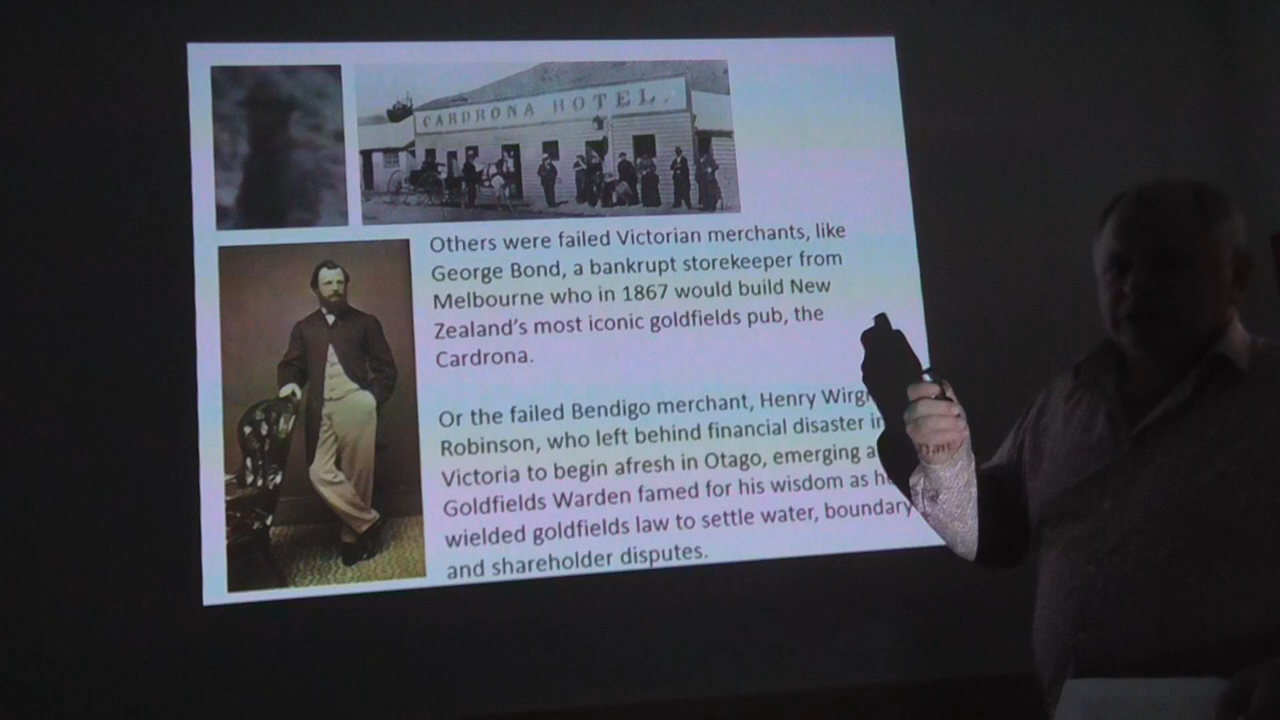 CARDRONA HOTEL.
Others were failed Victorian merchants, like
George Bond, a bankrupt storekeeper from
Melbourne who in 1867 would build New
Zealand's most iconic goldfields pub, the
Cardrona.
Or the failed Bendigo merchant, Henry
Robinson, who left behind financial disaster in
Victoria to begin afresh in Otago, emerging
Goldfields Warden famed for his wisdom as
wielded goldfields law to settle water, boundary
and shareholder disputes.